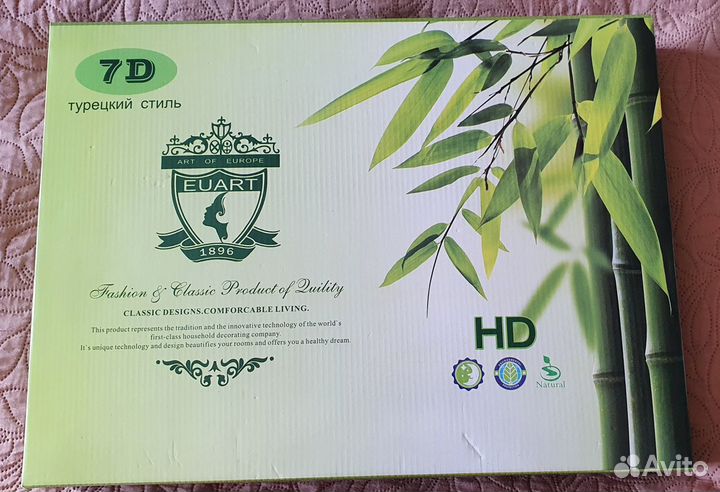 7D
турецкий стиль
ART OF EUROPE
EUART
1896
Fashion & Classic Product of Quility
CLASSIC DESIGNS.COMFORCABLE LIVING.
This product represents the tradition and the innovative technology of the world`s
first-class household decorating company.
It`s unique technology and design beautifies your rooms and offers you a healthy dream.
HD
Natural
Avito